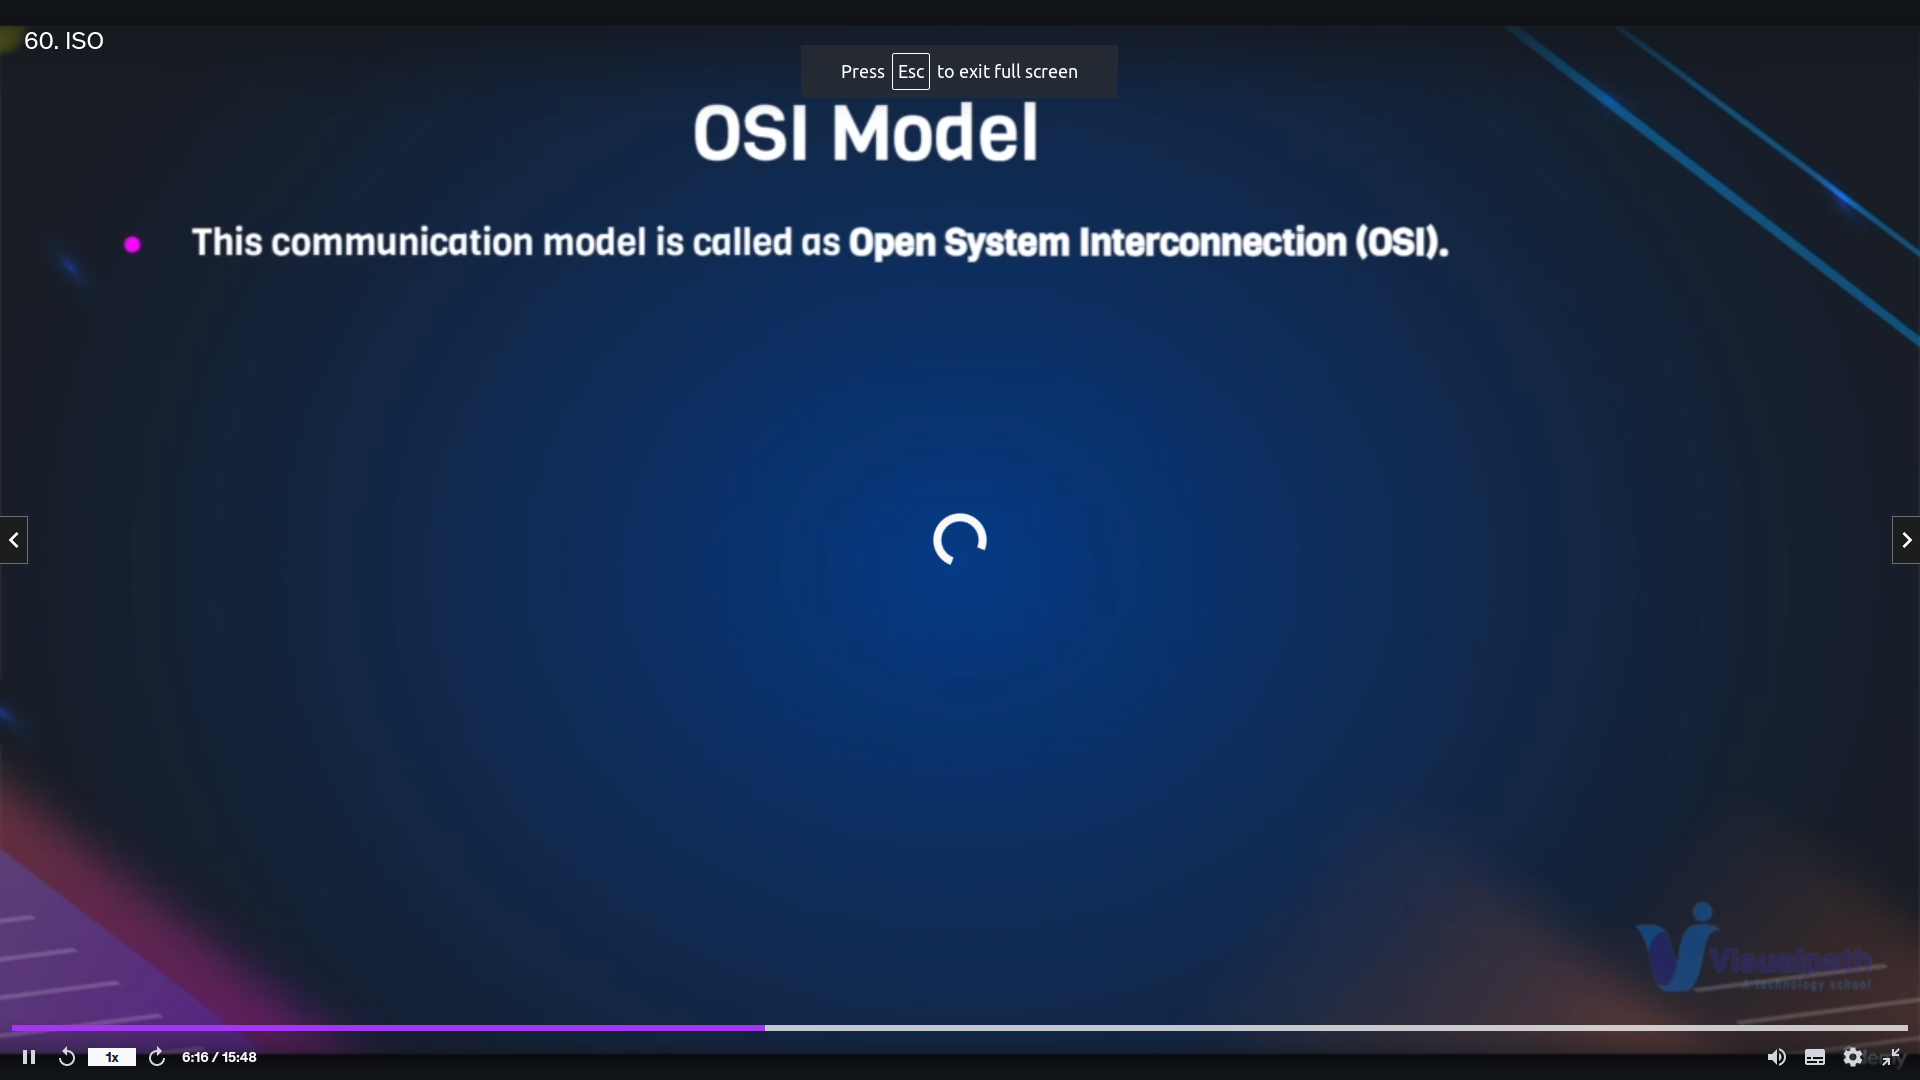 60. ISO
Press Esc to exit full screen
OSI Model
This communication model is called as Open System Interconnection (OSI).
Visualpath
A technology school
1x
6:16 / 15:48